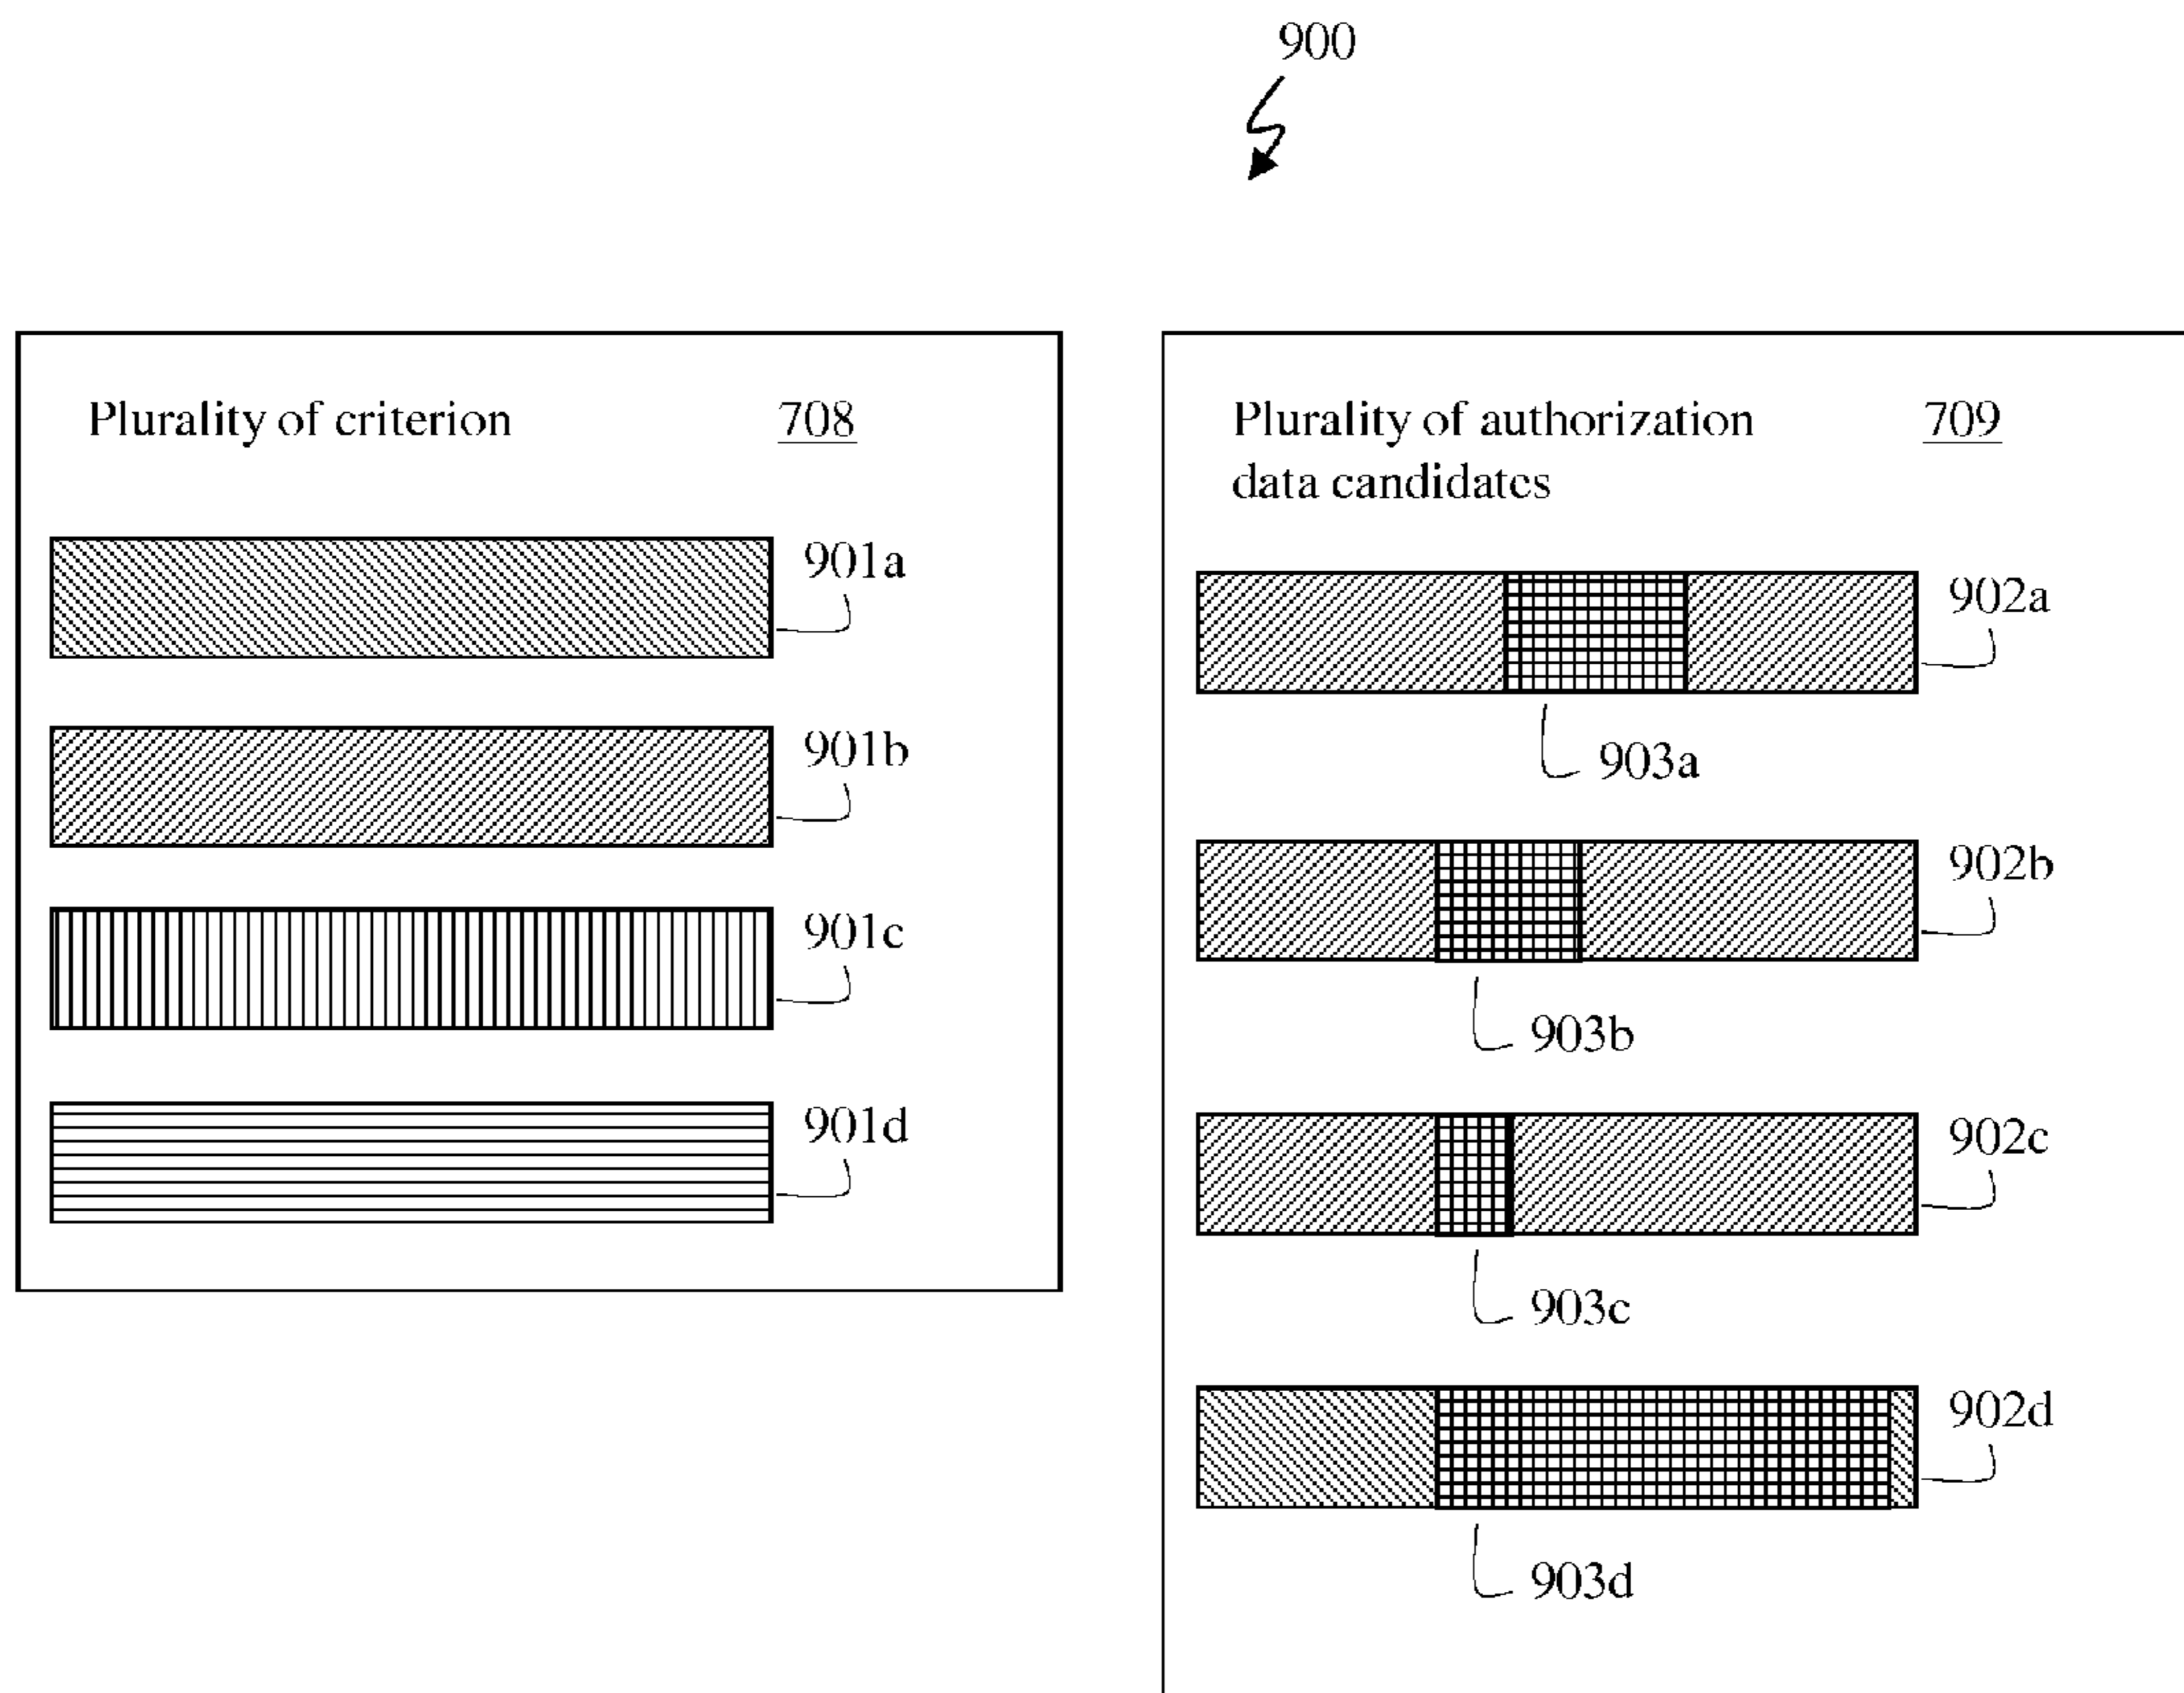 900
Plurality of criterion 708
901a
901b
901c
901d
Plurality of authorization 709
data candidates
902a
903a
902b
903b
902c
903c
902d
903d